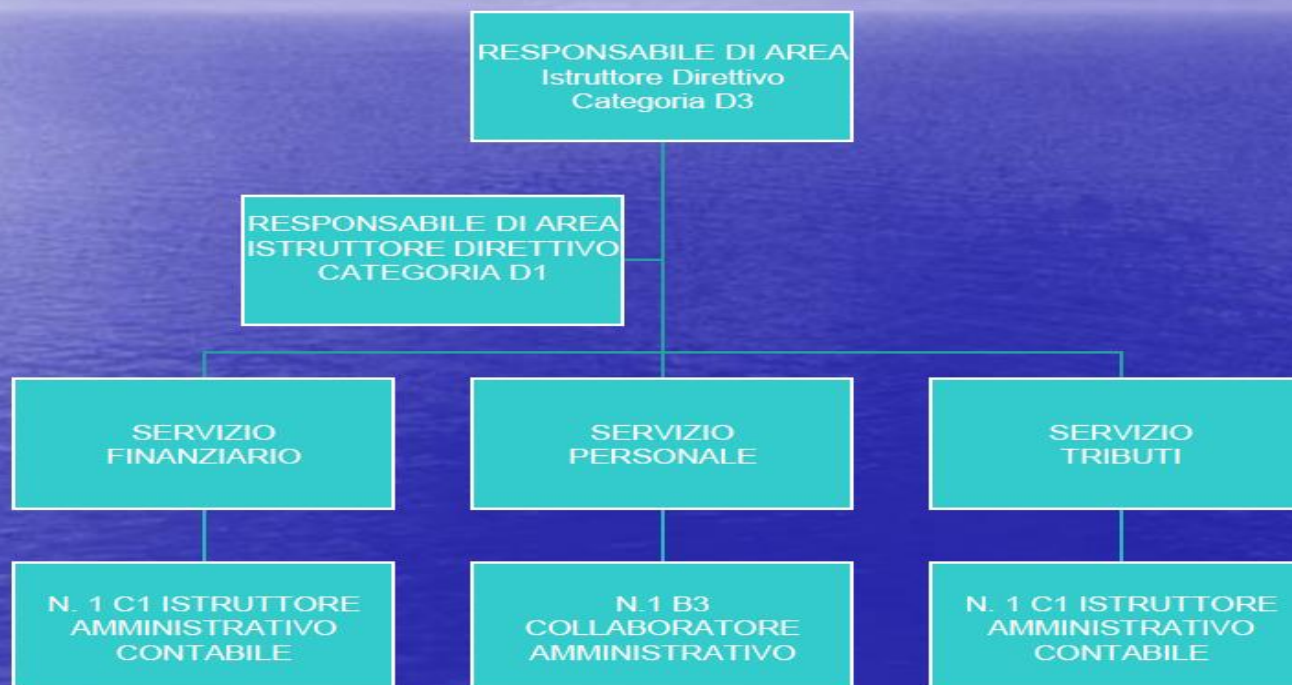 RESPONSABILE DI AREA
Istruttore Direttivo
Categoria D3
RESPONSABILE DI AREA
ISTRUTTORE DIRETTIVO
CATEGORIA D1
SERVIZIO
FINANZIARIO
SERVIZIO
PERSONALE
SERVIZIO
TRIBUTI
N. 1 C1 ISTRUTTORE
AMMINISTRATIVO
CONTABILE
N.1 B3
COLLABORATORE
AMMINISTRATIVO
N. 1 C1 ISTRUTTORE
AMMINISTRATIVO
CONTABILE